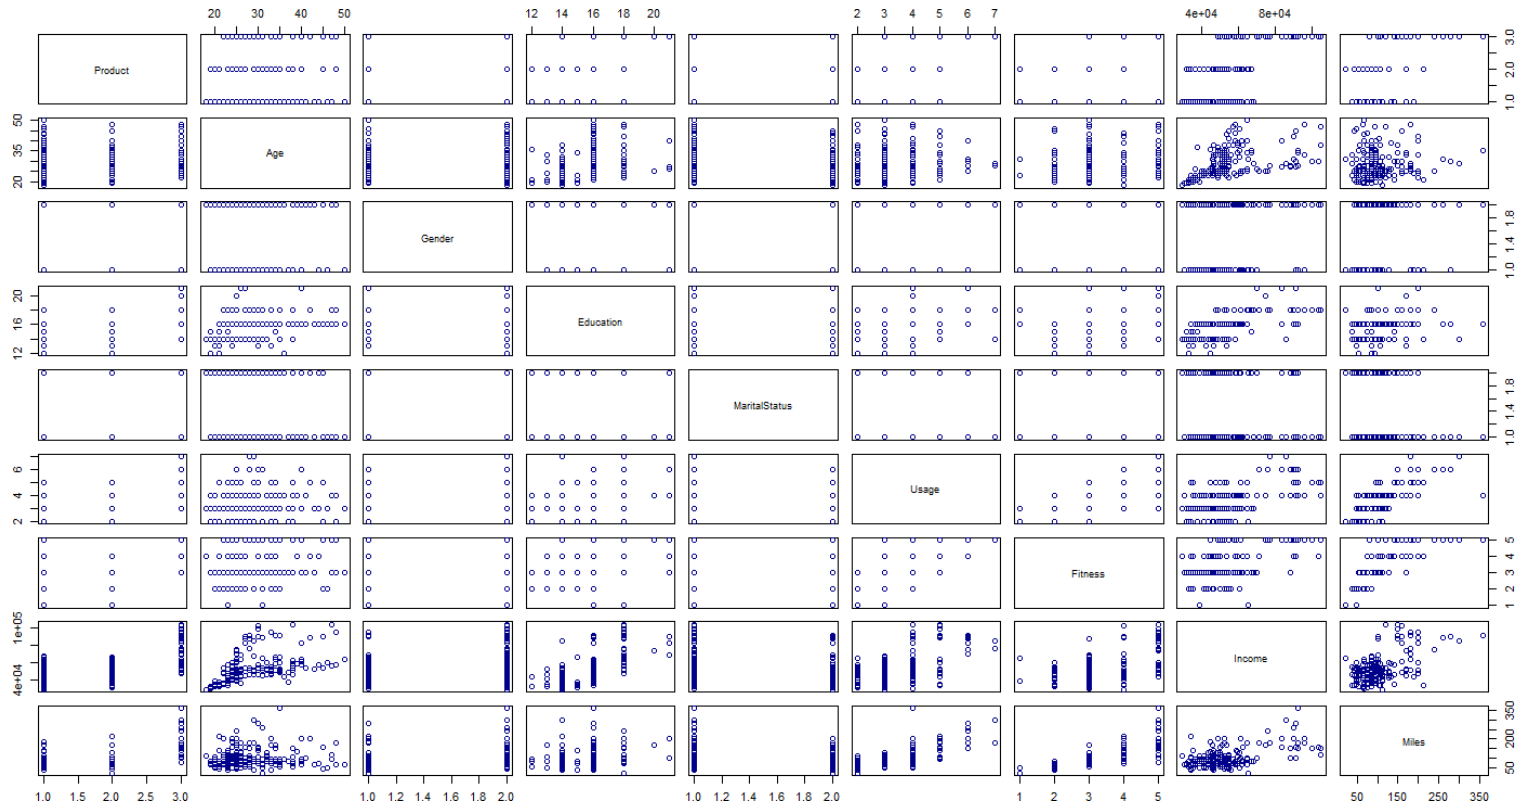 20 30 40 50 12 14 16 18 20 2 3 4 5 6 7 4e+04 8e+04
Product 1.0 2.0 3.0
20 35 50 Age
Gender 1.0 1.4 1.8
12 16 20 Education
MaritalStatus 1.0 1.4 1.8
2 4 6 Usage
Fitness 1 2 3 4 5
4e+04 1e+05 Income
Miles 50 200 350
1.0 1.5 2.0 2.5 3.0 1.0 1.2 1.4 1.6 1.8 2.0 1.0 1.2 1.4 1.6 1.8 2.0 1 2 3 4 5 50 150 250 350